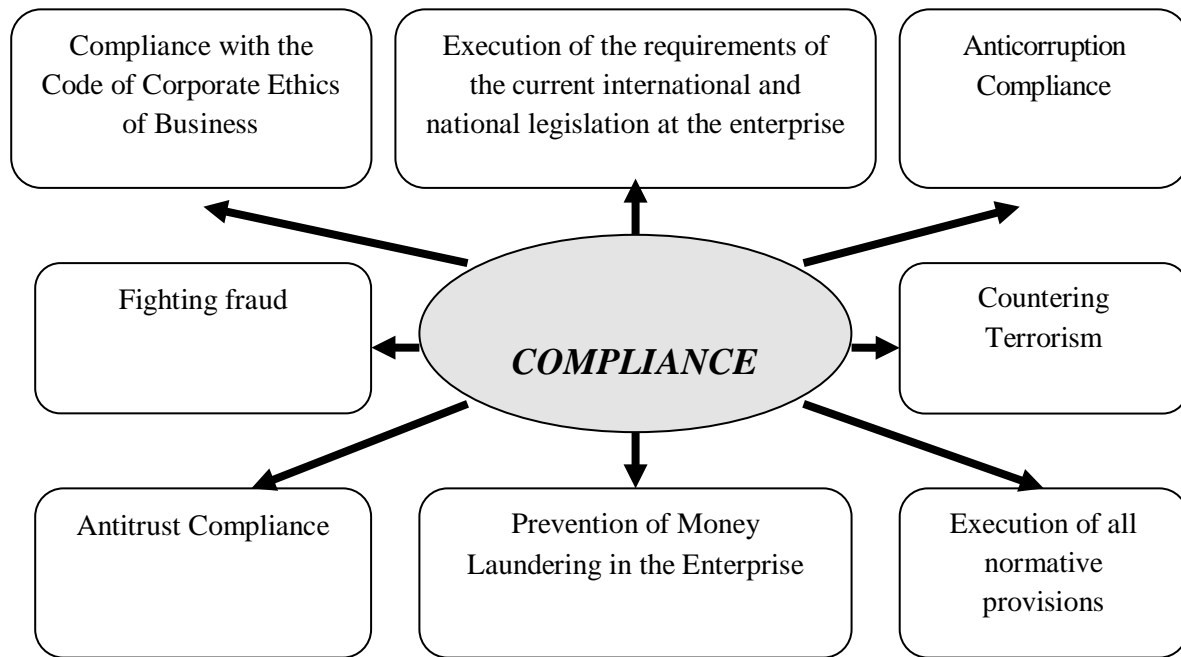 Compliance with the
Code of Corporate Ethics
of Business
Execution of the requirements of
the current international and
national legislation at the enterprise
Anticorruption
Compliance
Fighting fraud
COMPLIANCE
Countering
Terrorism
Antitrust Compliance
Prevention of Money
Laundering in the Enterprise
Execution of all
normative
provisions